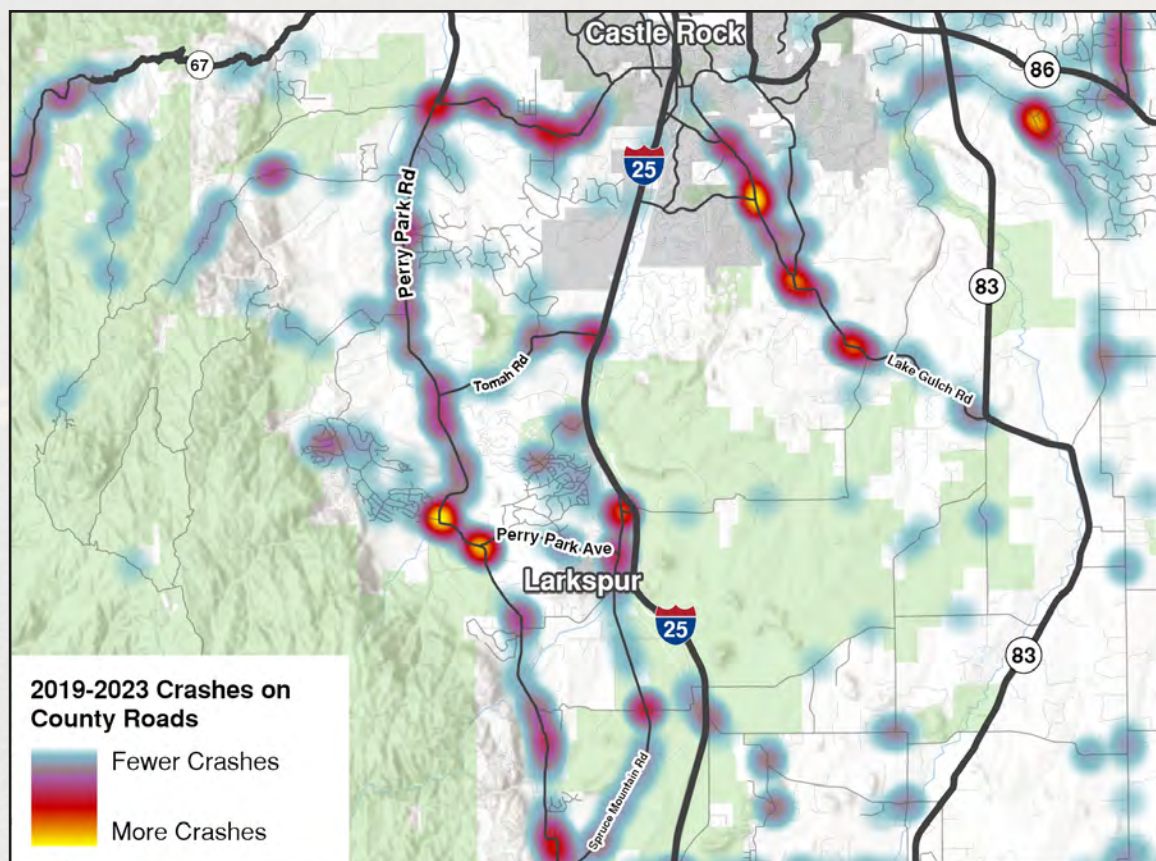 Castle Rock
67
86
25
Perry Park Rd
83
Tomah Rd
Lake Gulch Rd
Perry Park Ave
Larkspur
25
83
2019-2023 Crashes on
County Roads
Fewer Crashes
More Crashes
Spruce Mountain Rd